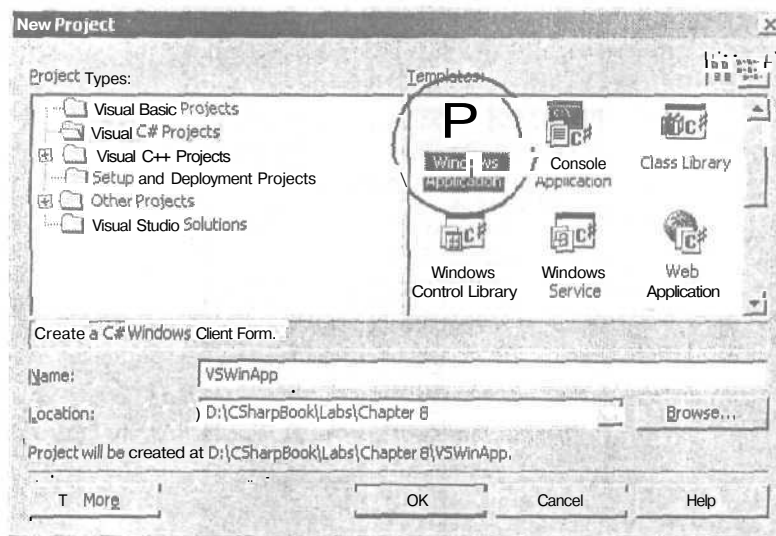 New Project
Project Types:
Templates:
Visual Basic Projects
Visual C# Projects
Visual C++ Projects
Setup and Deployment Projects
Other Projects
Visual Studio Solutions
P
Windows
Application
Console
Application
Class Library
Windows
Control Library
Windows
Service
Web
Application
Create a C# Windows Client Form.
Name:
VSWinApp
Location:
) D:\CSharpBook\Labs\Chapter 8
Browse...
Project will be created at D:\CSharpBook\Labs\Chapter 8\VSWinApp.
T More
OK
Cancel
Help